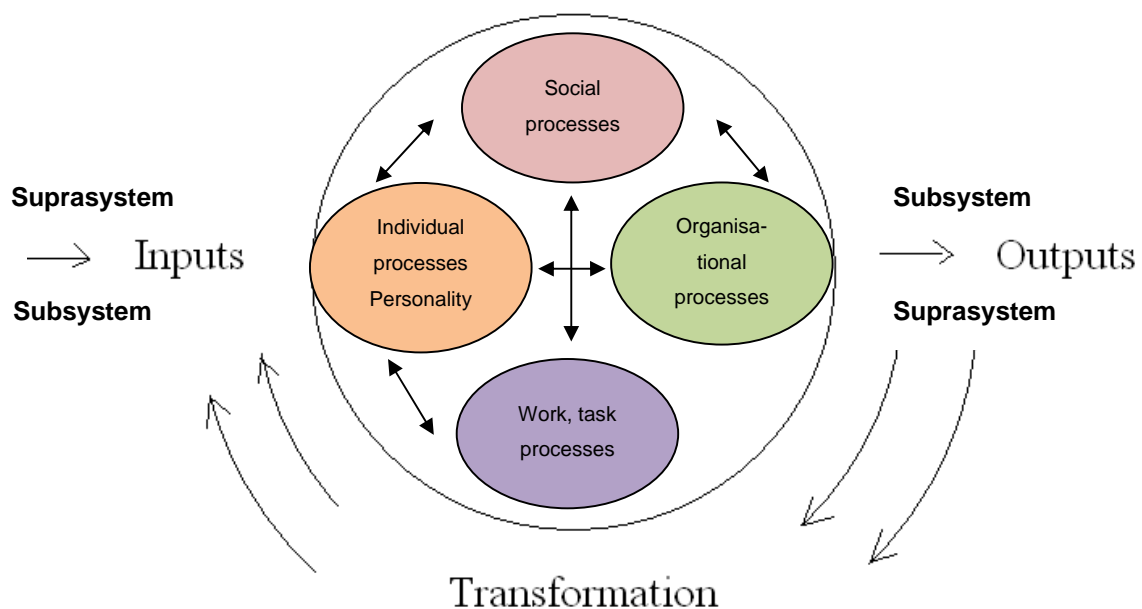 Social
processes
Suprasystem
Inputs
Subsystem
Individual
processes
Personality
Organisa-
tional
processes
Subsystem
Outputs
Suprasystem
Work, task
processes
Transformation